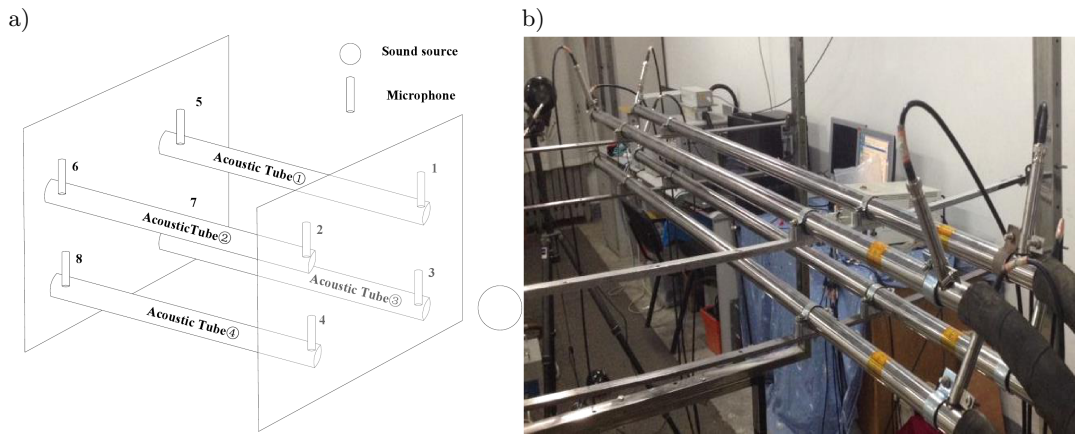 a)
b)
Sound source
Microphone
5
Acoustic Tube①
1
6
7
AcousticTube②
2
8
3
Acoustic Tube③
Acoustic Tube④
4